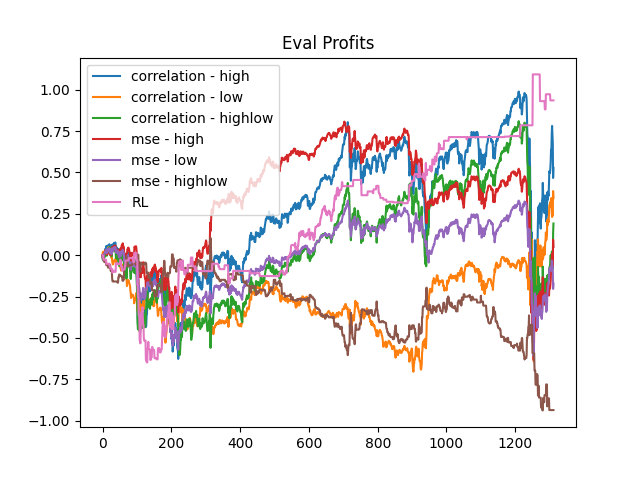 Eval Profits
correlation - high
correlation - low
correlation - highlow
mse - high
mse - low
mse - highlow
RL
1.00
0.75
0.50
0.25
0.00
−0.25
−0.50
−0.75
−1.00
0 200 400 600 800 1000 1200